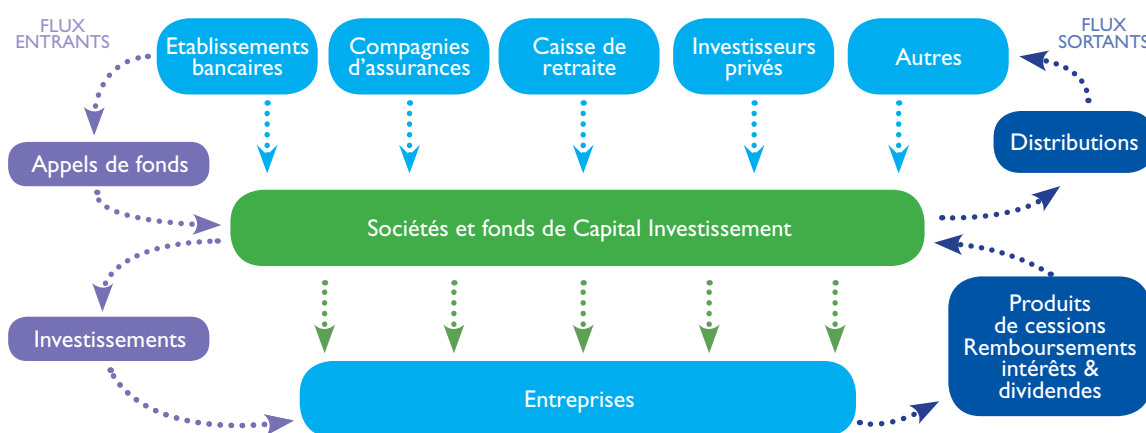 FLUX
ENTRANTS
Etablissements
bancaires
Compagnies
d'assurances
Caisse de
retraite
Investisseurs
privés
Autres
FLUX
SORTANTS
Appels de fonds
Distributions
Sociétés et fonds de Capital Investissement
Investissements
Produits
de cessions
Remboursements
intérêts &
dividendes
Entreprises